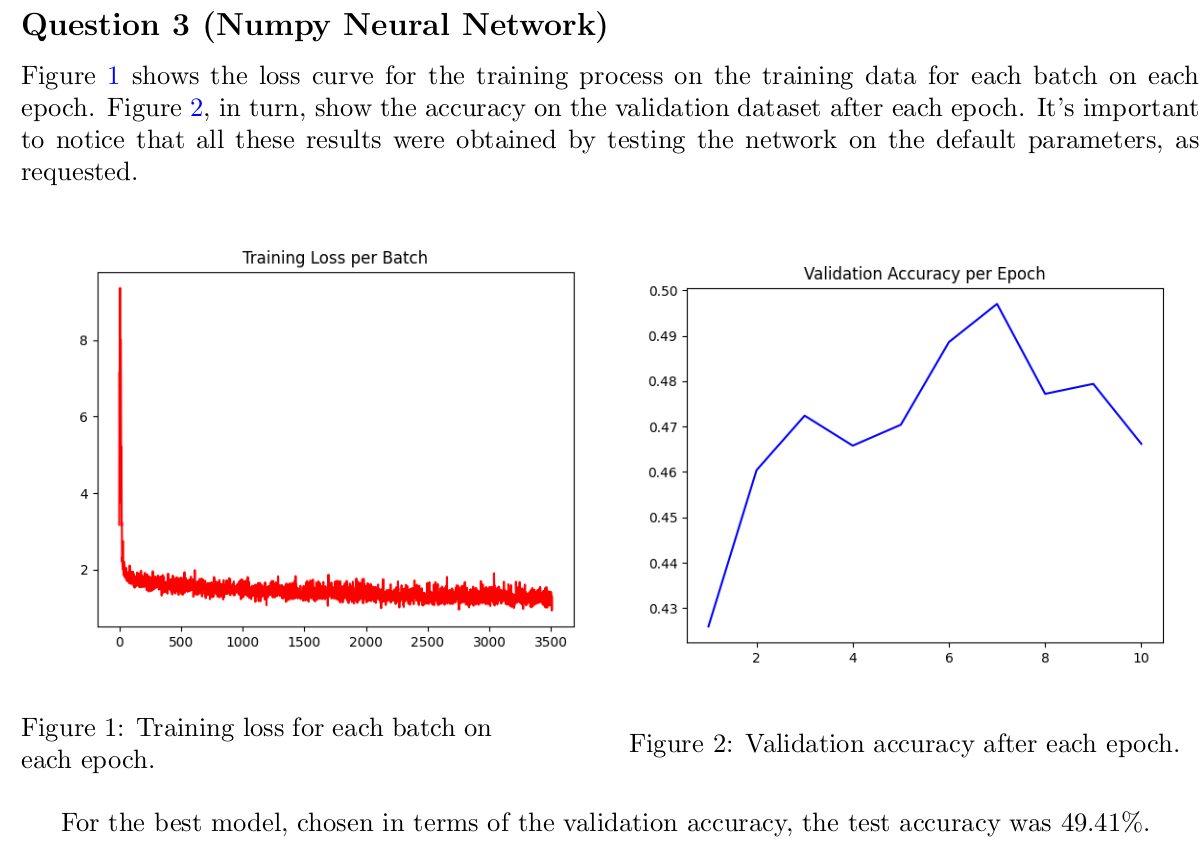 Question 3 (Numpy Neural Network)
Figure 1 shows the loss curve for the training process on the training data for each batch on each
epoch. Figure 2, in turn, show the accuracy on the validation dataset after each epoch. It's important
to notice that all these results were obtained by testing the network on the default parameters, as
requested.
Training Loss per Batch
8
6
4
2
0 500 1000 1500 2000 2500 3000 3500
Validation Accuracy per Epoch
0.50
0.49
0.48
0.47
0.46
0.45
0.44
0.43
2 4 6 8 10
Figure 1: Training loss for each batch on
each epoch.
Figure 2: Validation accuracy after each epoch.
For the best model, chosen in terms of the validation accuracy, the test accuracy was 49.41%.